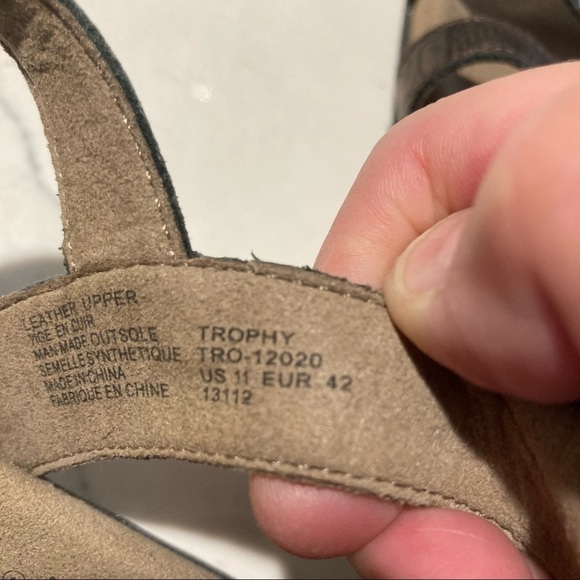 LEATHER UPPER
TIGE EN CUIR
MAN MADE OUTSOLE
SEMELLE SYNTHETIQUE
MADE IN CHINA
FABRIQUE EN CHINE
TROPHY
TRO-12020
US 11 EUR 42
13112